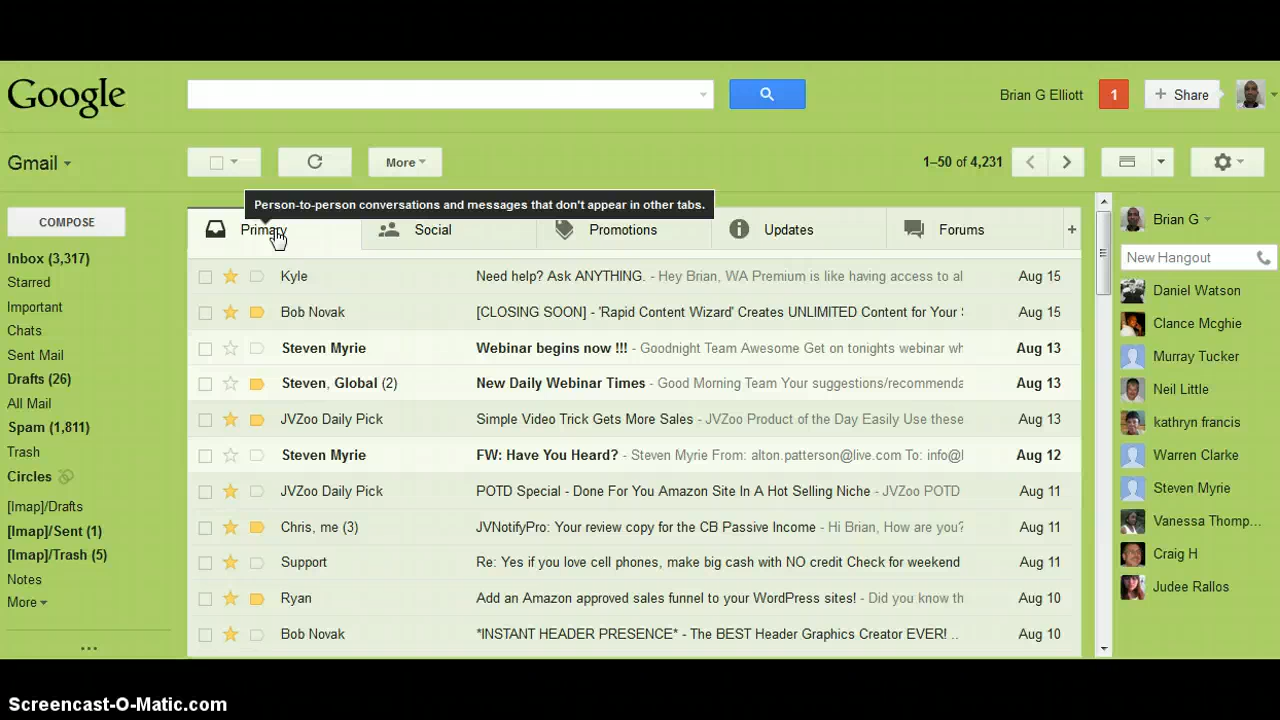 Google
Brian G Elliott 1 + Share
Gmail
More
1–50 of 4,231
COMPOSE
Person-to-person conversations and messages that don't appear in other tabs.
Primary Social Promotions Updates Forums +
Inbox (3,317)
Starred
Important
Chats
Sent Mail
Drafts (26)
All Mail
Spam (1,811)
Trash
Circles
[Imap]/Drafts
[Imap]/Sent (1)
[Imap]/Trash (5)
Notes
More
...
Kyle Need help? Ask ANYTHING. - Hey Brian, WA Premium is like having access to al Aug 15
Bob Novak [CLOSING SOON] - 'Rapid Content Wizard' Creates UNLIMITED Content for Your Aug 15
Steven Myrie Webinar begins now !!! - Goodnight Team Awesome Get on tonights webinar wh Aug 13
Steven, Global (2) New Daily Webinar Times - Good Morning Team Your suggestions/recommenda Aug 13
JVZoo Daily Pick Simple Video Trick Gets More Sales - JVZoo Product of the Day Easily Use these Aug 13
Steven Myrie FW: Have You Heard? - Steven Myrie From: alton.patterson@live.com To: info@l Aug 12
JVZoo Daily Pick POTD Special - Done For You Amazon Site In A Hot Selling Niche - JVZoo POTD Aug 11
Chris, me (3) JVNotifyPro: Your review copy for the CB Passive Income - Hi Brian, How are you? Aug 11
Support Re: Yes if you love cell phones, make big cash with NO credit Check for weekend Aug 11
Ryan Add an Amazon approved sales funnel to your WordPress sites! - Did you know th Aug 10
Bob Novak *INSTANT HEADER PRESENCE* - The BEST Header Graphics Creator EVER! .. Aug 10
Brian G
New Hangout
Daniel Watson
Clance Mcghie
Murray Tucker
Neil Little
kathryn francis
Warren Clarke
Steven Myrie
Vanessa Thomp...
Craig H
Judee Rallos
Screencast-O-Matic.com